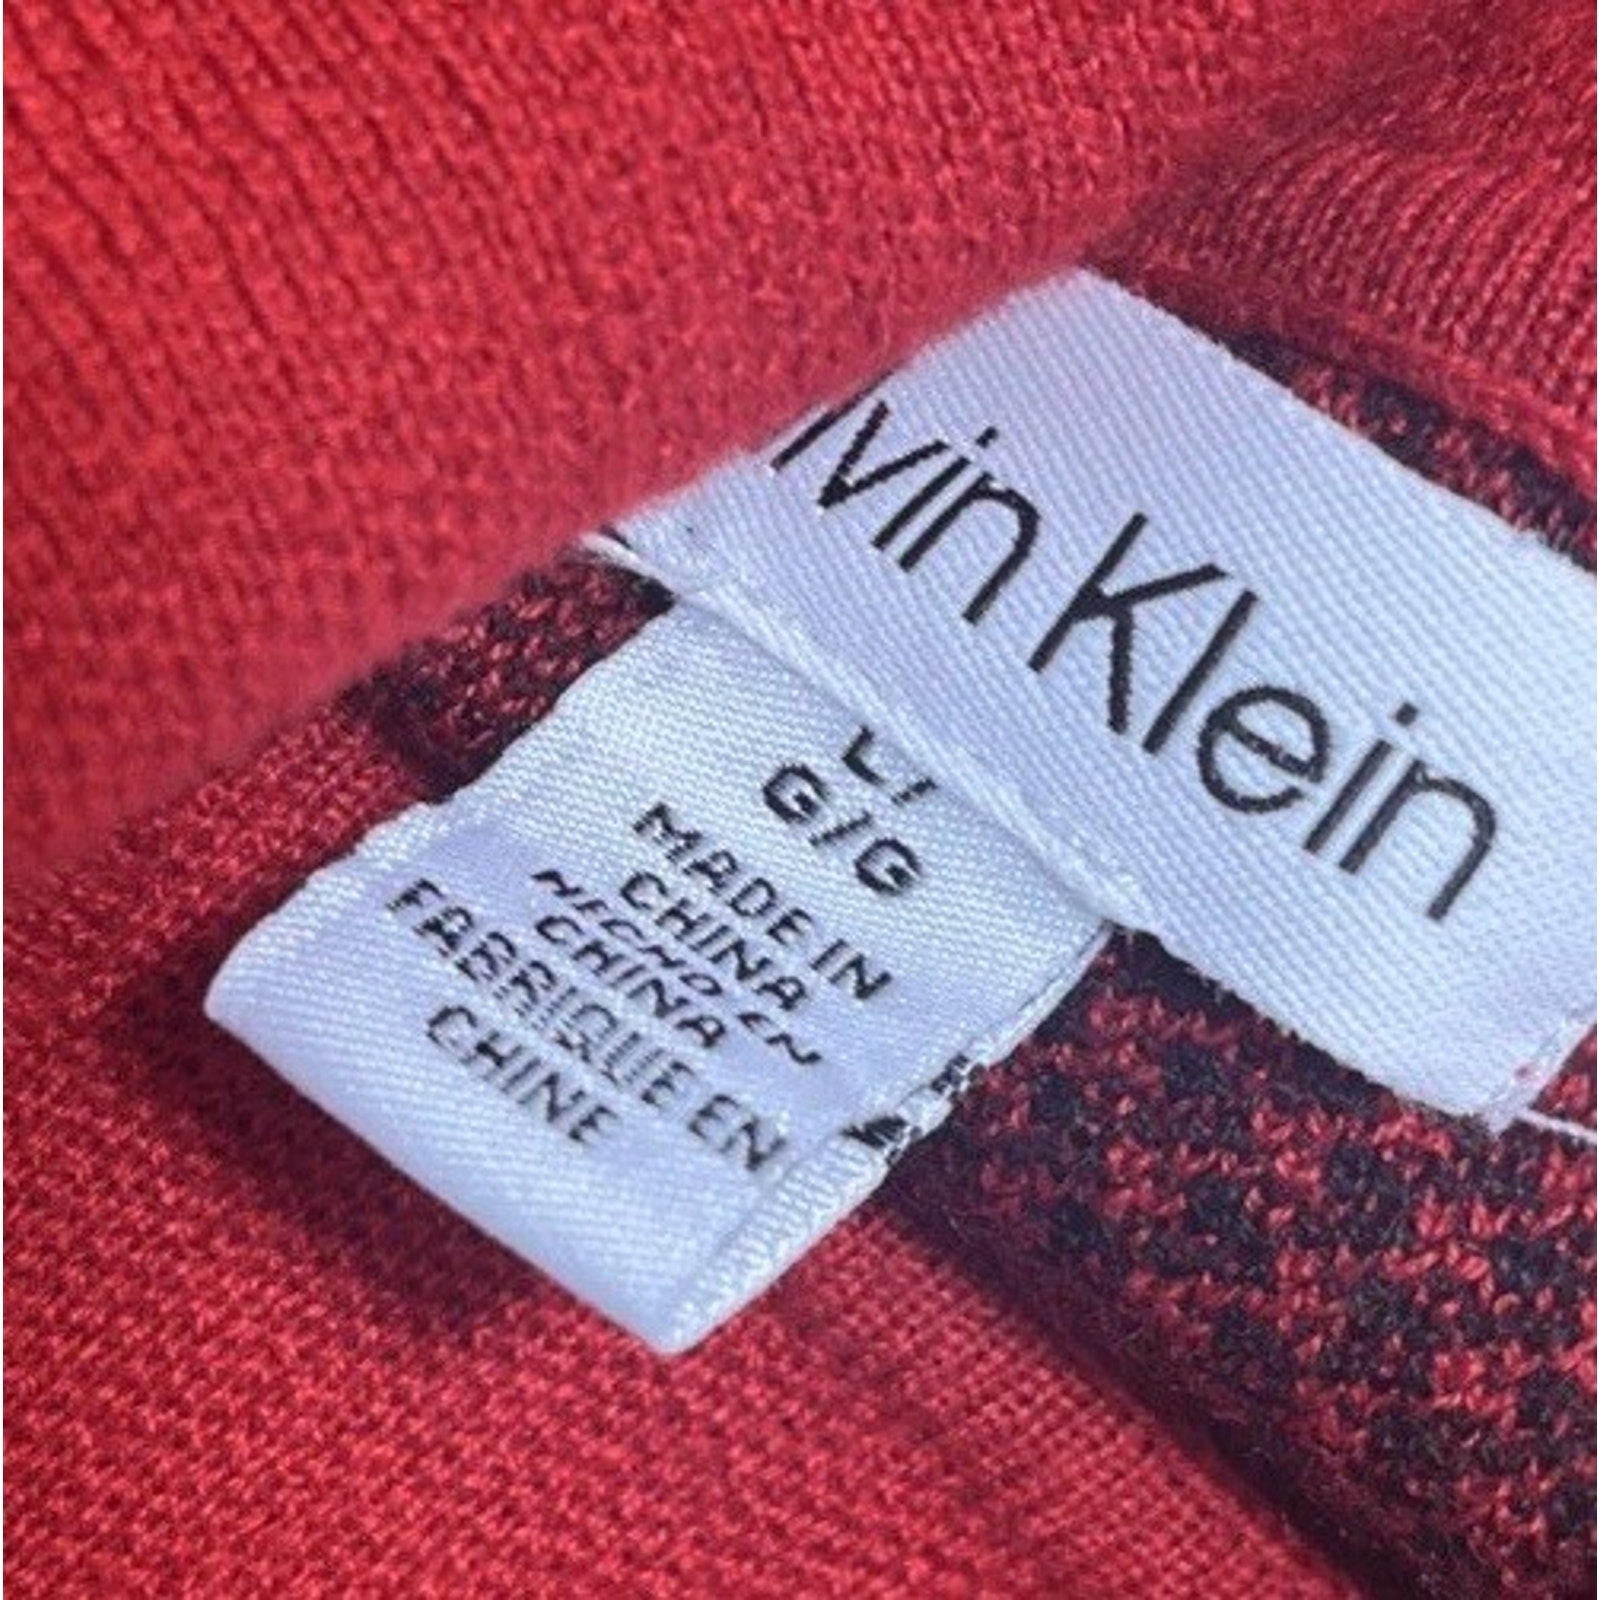 lvin Klein
G/G
MADE IN
CHINA
HECHO EN
CHINA
FABRIQUE EN
CHINE